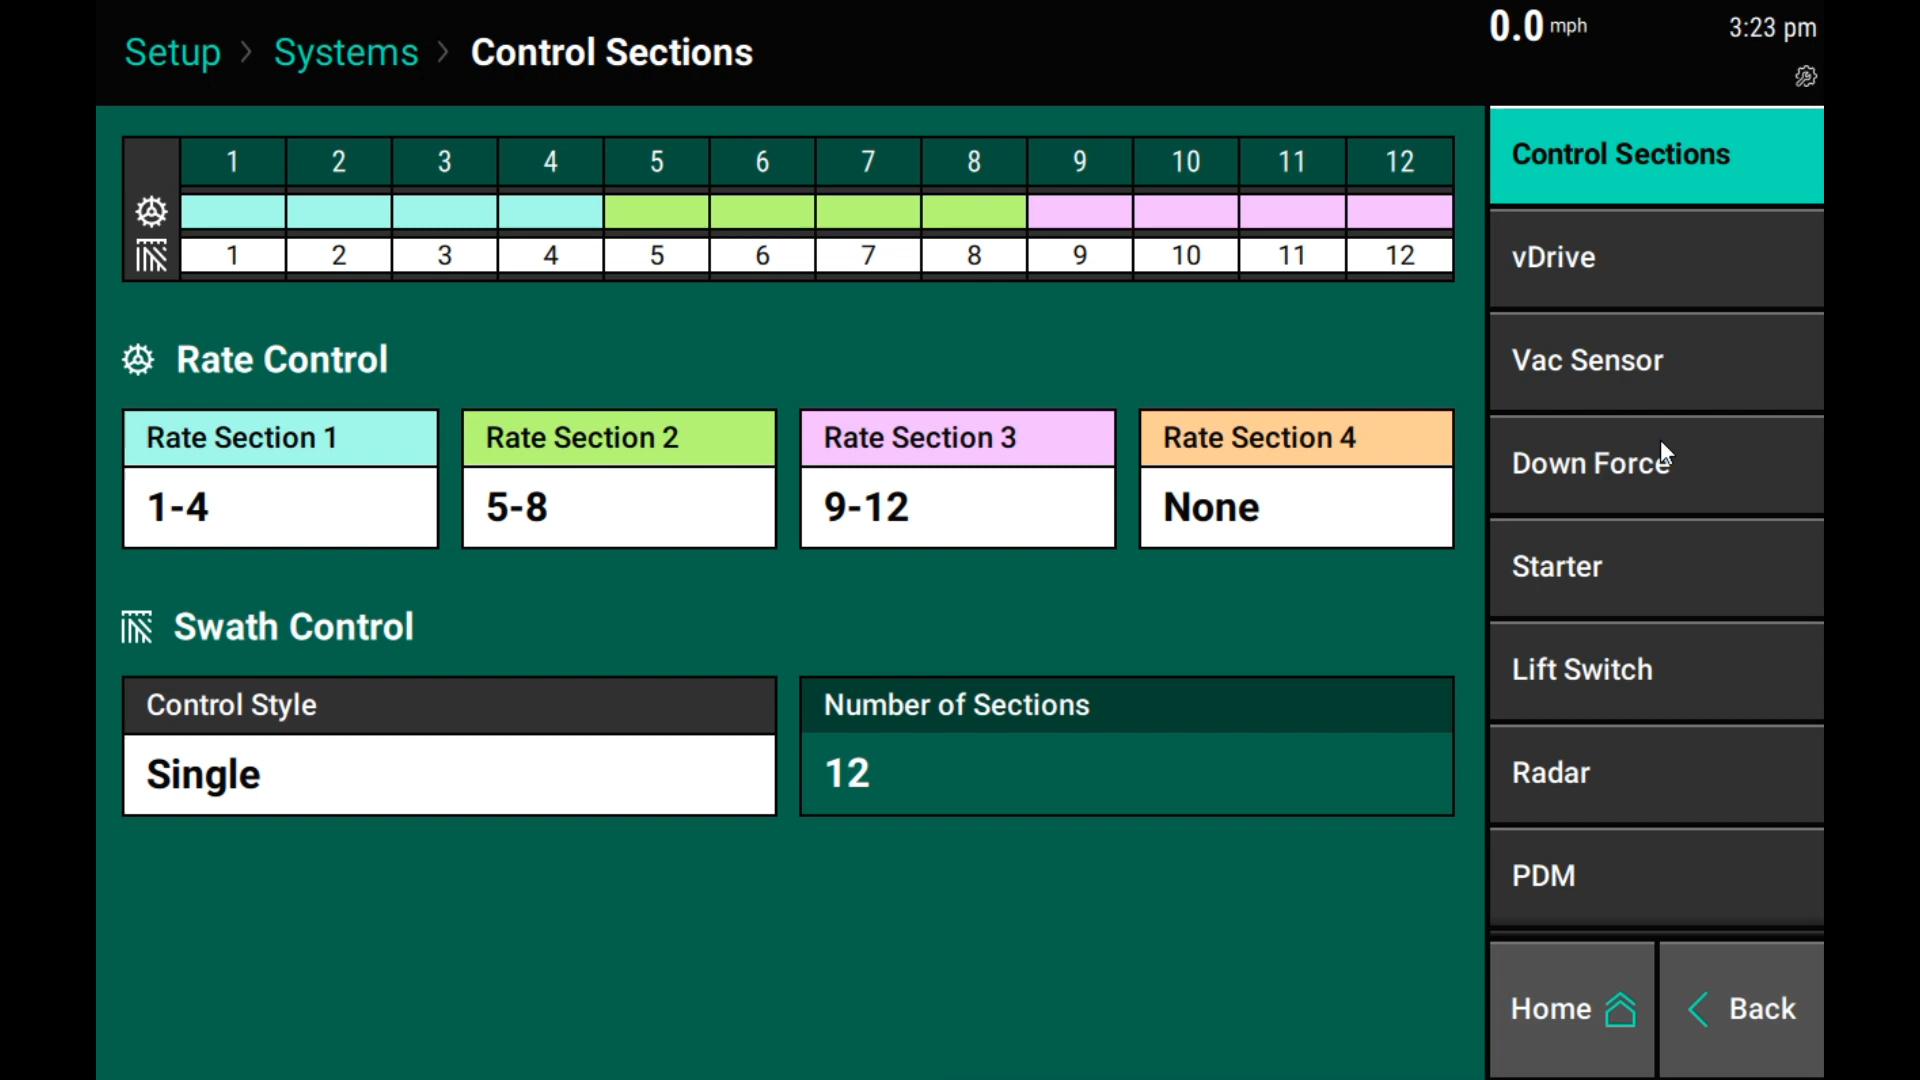 Setup > Systems > Control Sections
0.0 mph
3:23 pm
1 2 3 4 5 6 7 8 9 10 11 12
1 2 3 4 5 6 7 8 9 10 11 12
Rate Control
Rate Section 1
1-4
Rate Section 2
5-8
Rate Section 3
9-12
Rate Section 4
None
Swath Control
Control Style
Single
Number of Sections
12
Control Sections
vDrive
Vac Sensor
Down Force
Starter
Lift Switch
Radar
PDM
Home
Back